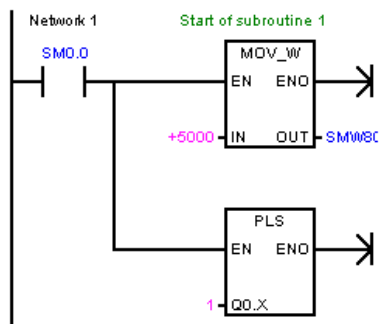 Network 1 Start of subroutine 1
SM0.0
MOV_W
EN ENO
+5000 IN OUT SMW80
PLS
EN ENO
1 Q0.X